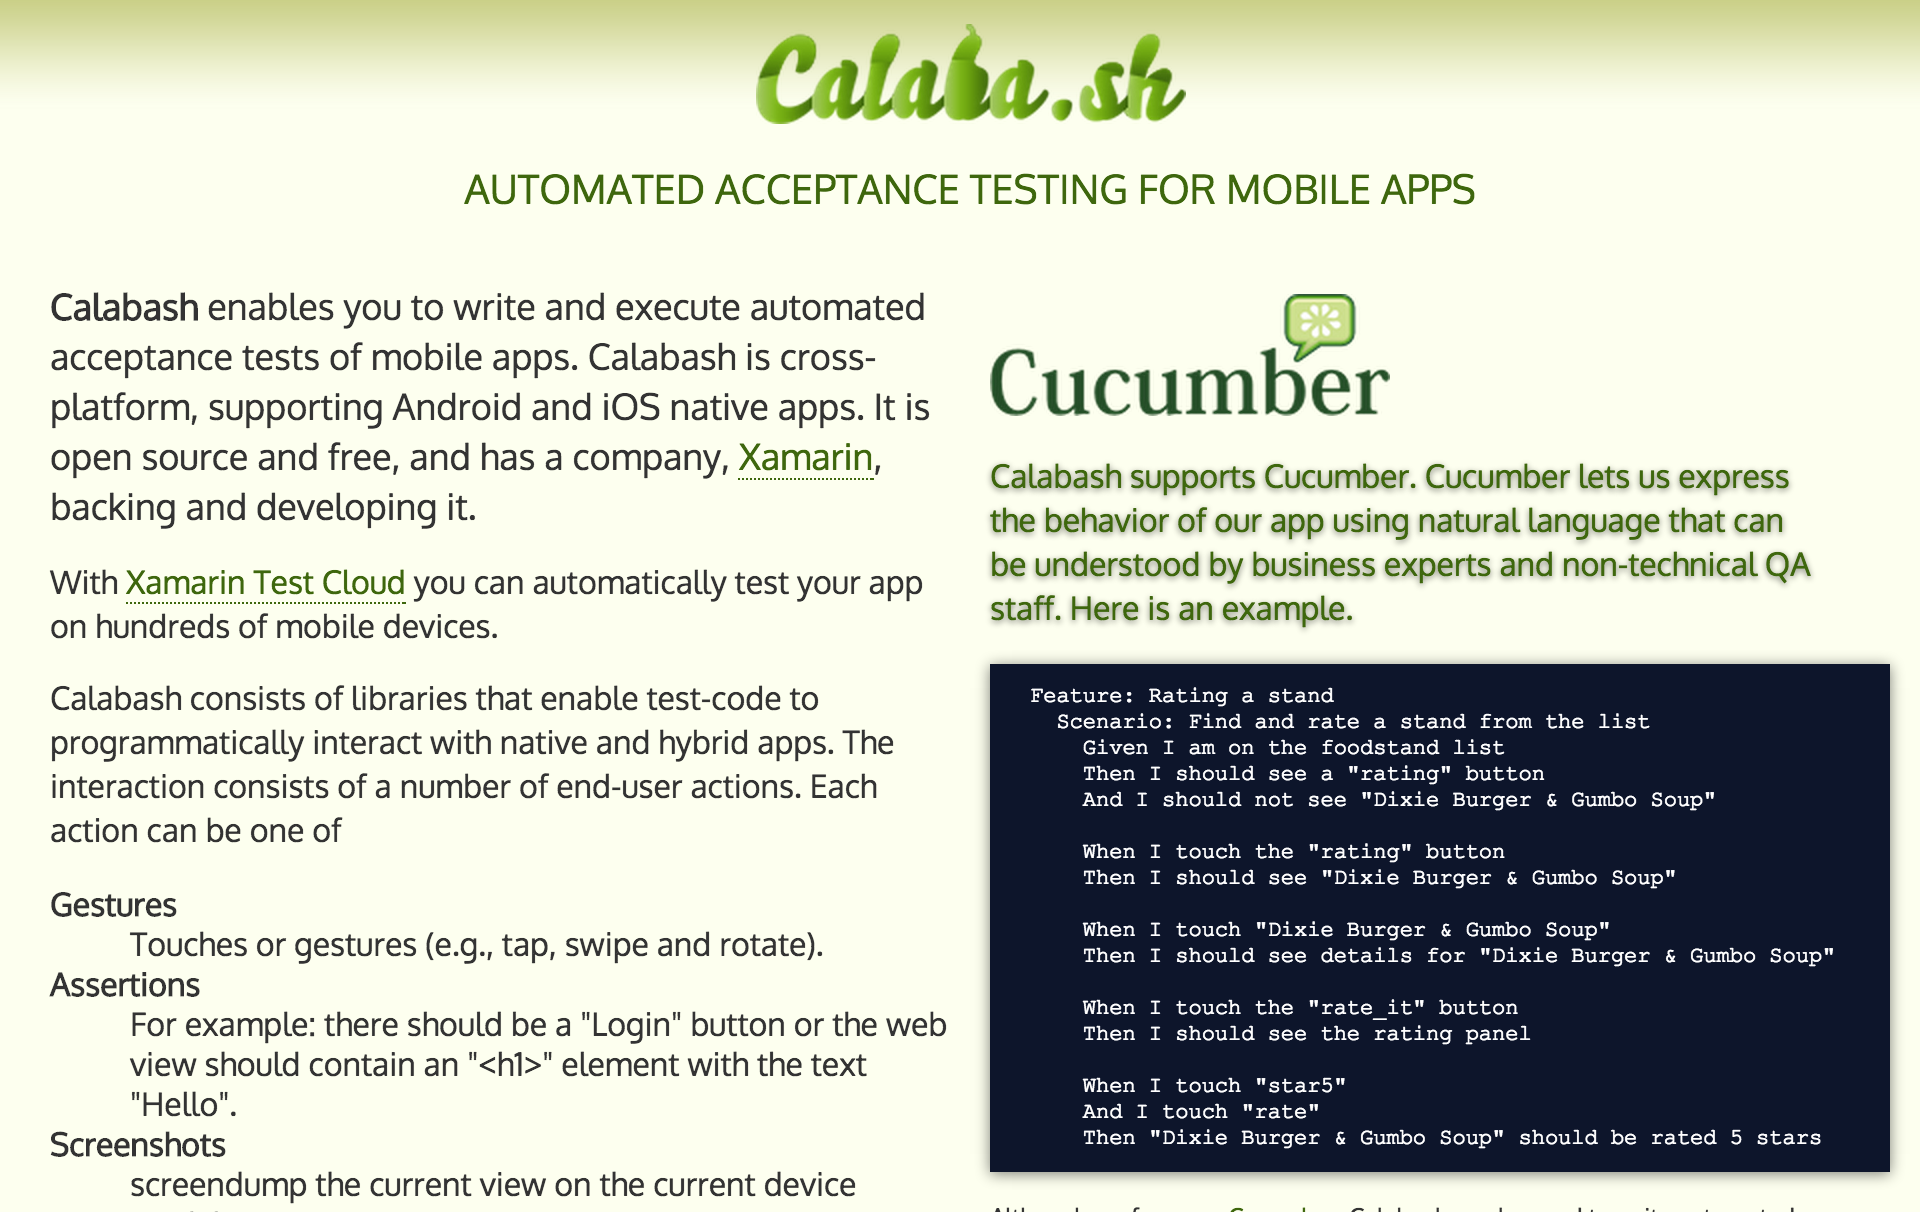 Calaba.sh
AUTOMATED ACCEPTANCE TESTING FOR MOBILE APPS
Calabash enables you to write and execute automated
acceptance tests of mobile apps. Calabash is cross-
platform, supporting Android and iOS native apps. It is
open source and free, and has a company, Xamarin,
backing and developing it.
With Xamarin Test Cloud you can automatically test your app
on hundreds of mobile devices.
Calabash consists of libraries that enable test-code to
programmatically interact with native and hybrid apps. The
interaction consists of a number of end-user actions. Each
action can be one of
Gestures
Touches or gestures (e.g., tap, swipe and rotate).
Assertions
For example: there should be a "Login" button or the web
view should contain an "<h1>" element with the text
"Hello".
Screenshots
screendump the current view on the current device
Cucumber
Calabash supports Cucumber. Cucumber lets us express
the behavior of our app using natural language that can
be understood by business experts and non-technical QA
staff. Here is an example.
Feature: Rating a stand
Scenario: Find and rate a stand from the list
Given I am on the foodstand list
Then I should see a "rating" button
And I should not see "Dixie Burger & Gumbo Soup"
When I touch the "rating" button
Then I should see "Dixie Burger & Gumbo Soup"
When I touch "Dixie Burger & Gumbo Soup"
Then I should see details for "Dixie Burger & Gumbo Soup"
When I touch the "rate_it" button
Then I should see the rating panel
When I touch "star5"
And I touch "rate"
Then "Dixie Burger & Gumbo Soup" should be rated 5 stars